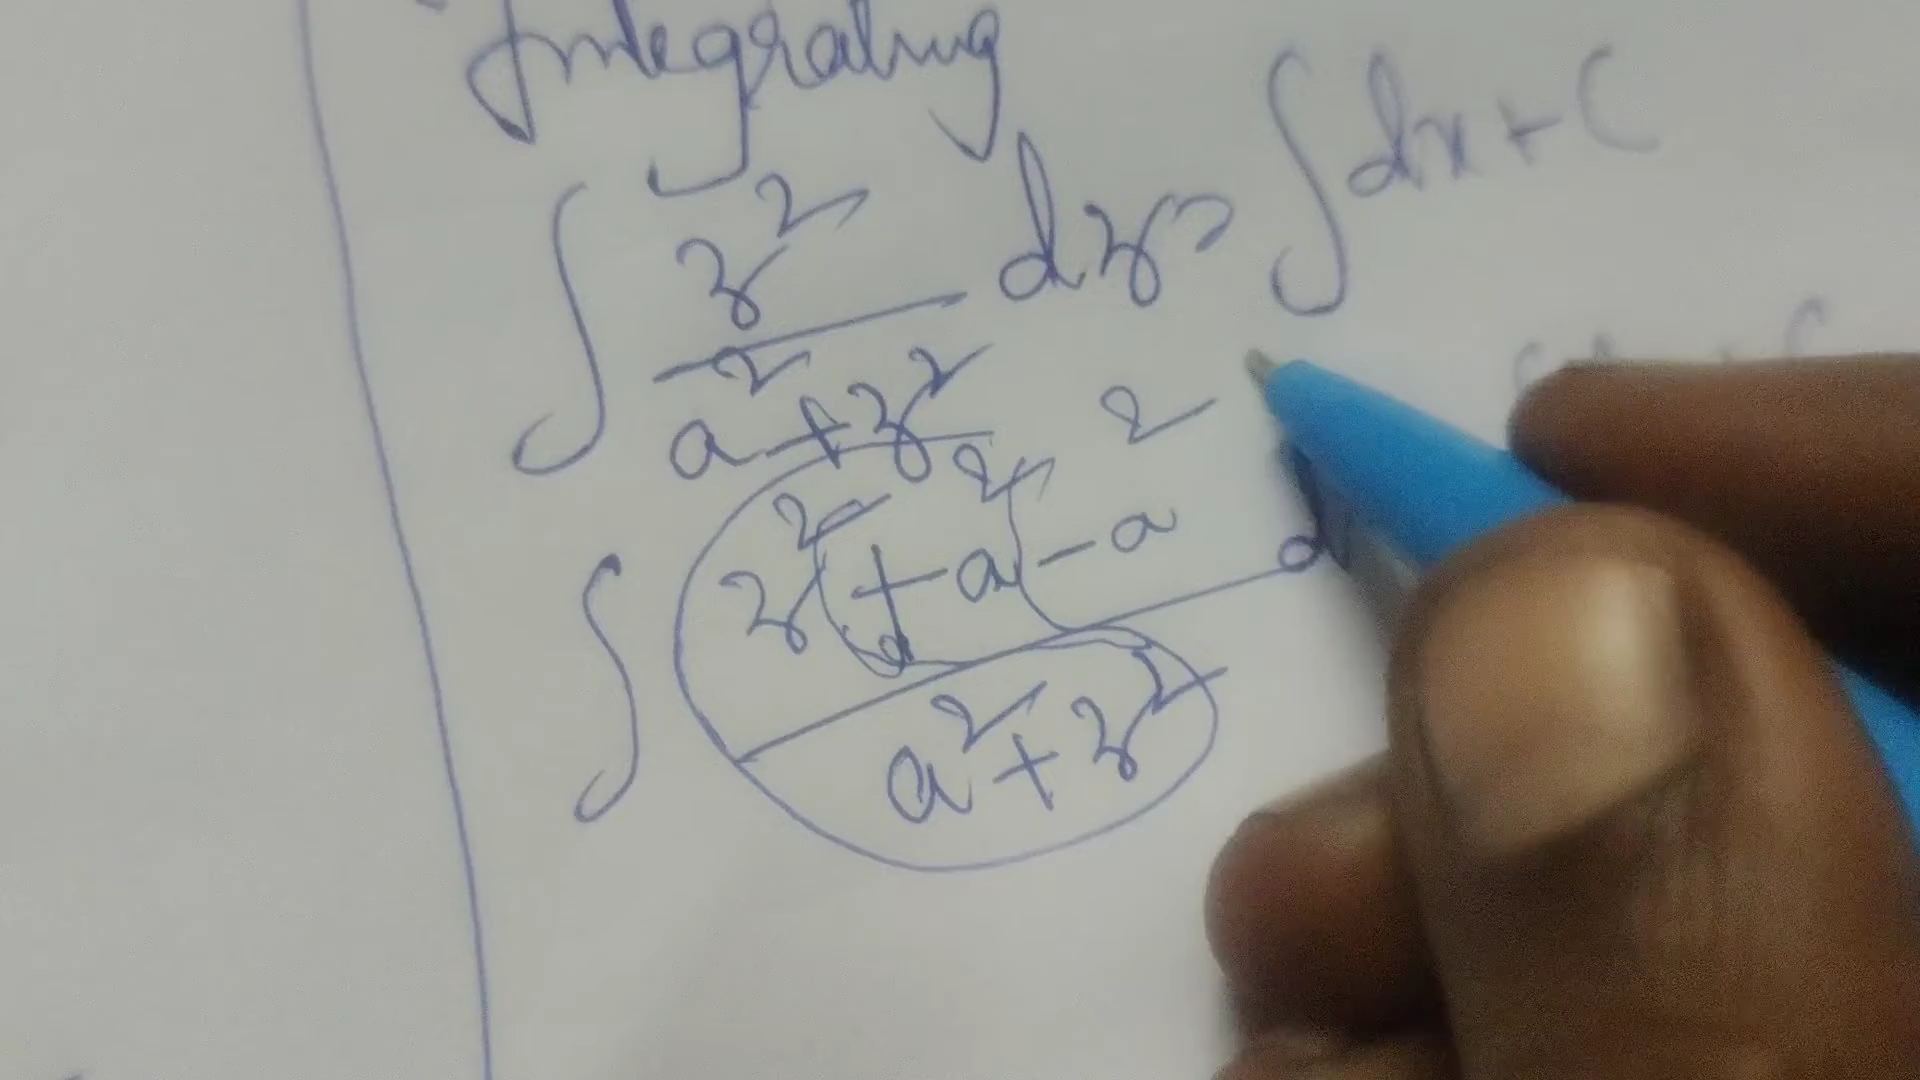 Integrating
∫ z²/(a²+z²) dz = ∫dx+C
∫ (z²+a²-a²)/(a²+z²) d